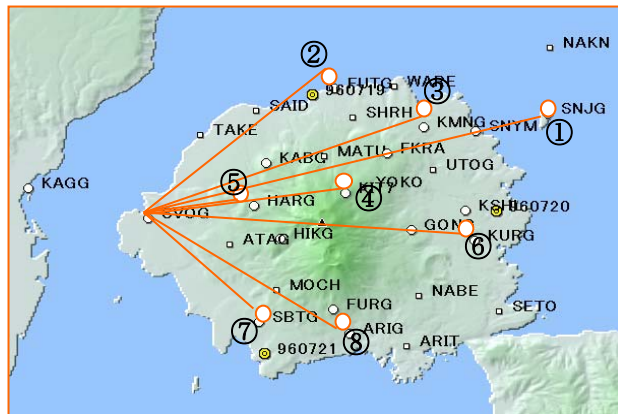 ②
NAKN
FUTG
WARE
960719
③
SAID
SHRH
SNJG
KMNG
①
TAKE
SNYM
KABG
MATU
FKRA
UTOG
KAGG
⑤
YOKO
④
HARG
KSHI
960720
SVOG
GONG
KURG
⑥
ATAG
HIKG
MOCH
NABE
FURG
SETO
SBTG
⑦
ARIG
⑧
ARIT
960721